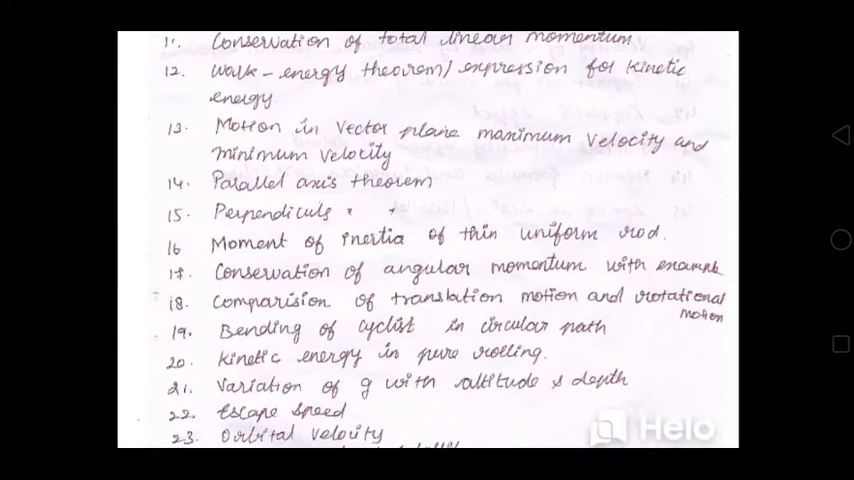 11. Conservation of total linear momentum
12. Work - energy theorem/ expression for kinetic
energy.
13. Motion in vector plane maximum velocity and
minimum velocity
14. Parallel axis theorem
15. Perpendiculs " "
16 Moment of inertia of thin uniform rod.
17. Conservation of angular momentum with example
18. Comparision of translation motion and rotational
motion
19. Bending of cyclist in circular path
20. kinetic energy in pure rolling.
21. Variation of g with altitude & depth
22. Escape speed
23. Orbital velocity
Helo